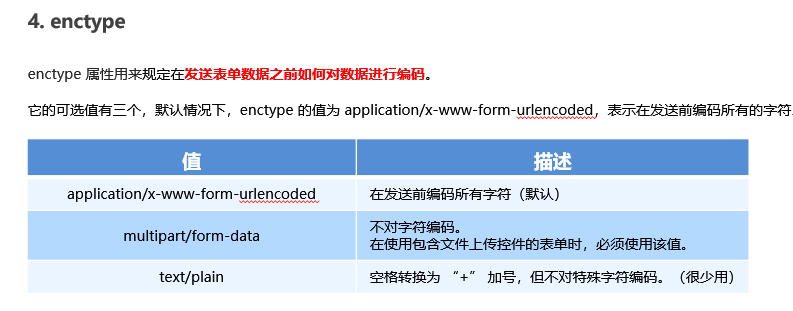 4. enctype
enctype 属性用来规定在发送表单数据之前如何对数据进行编码。
它的可选值有三个，默认情况下，enctype 的值为 application/x-www-form-urlencoded，表示在发送前编码所有的字符
值 描述
application/x-www-form-urlencoded 在发送前编码所有字符（默认）
multipart/form-data 不对字符编码。
在使用包含文件上传控件的表单时，必须使用该值。
text/plain 空格转换为 “+” 加号，但不对特殊字符编码。（很少用）